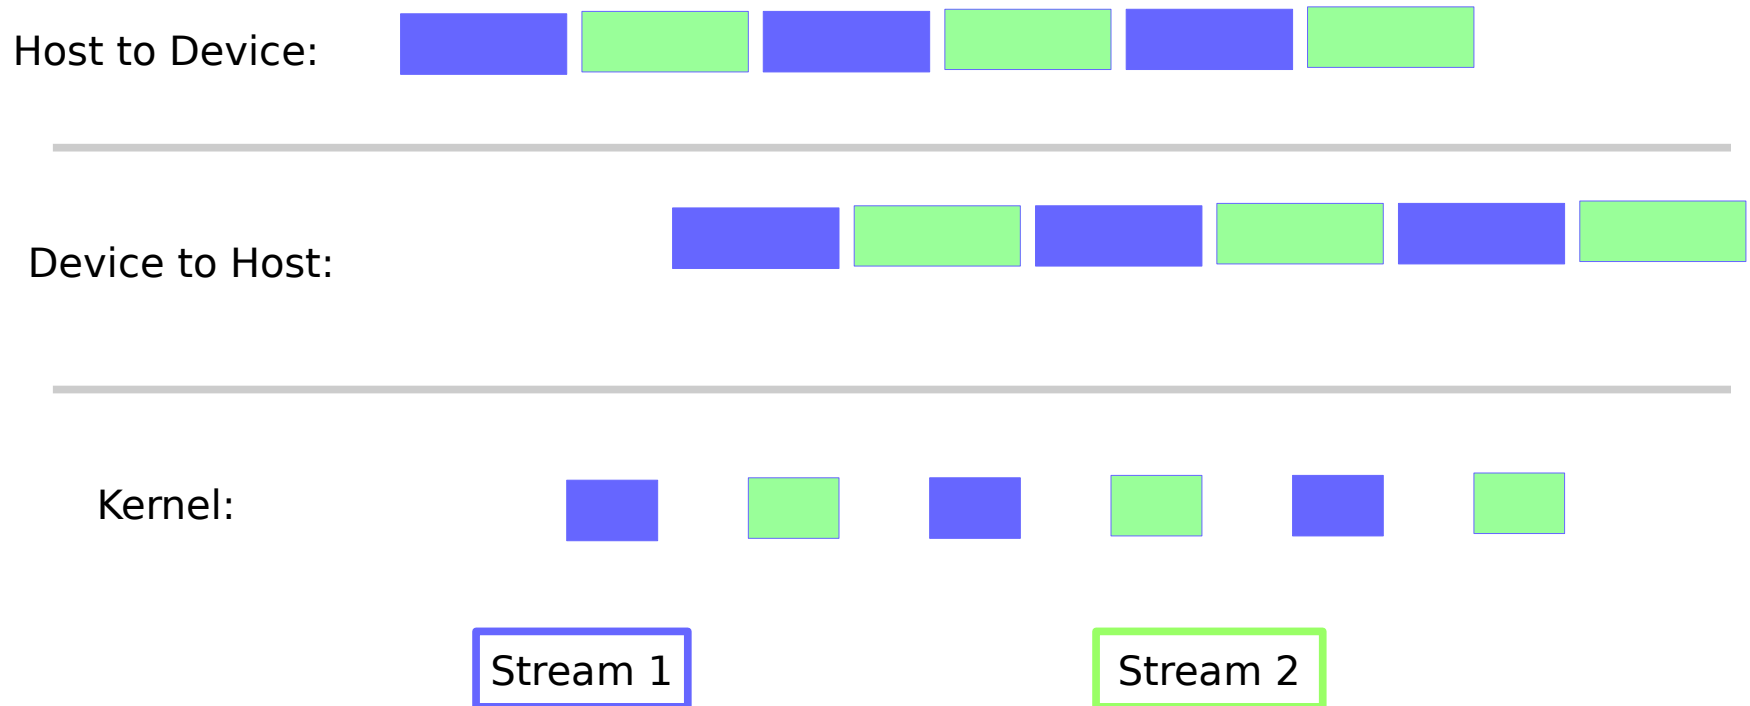 Host to Device:
Device to Host:
Kernel:
Stream 1
Stream 2